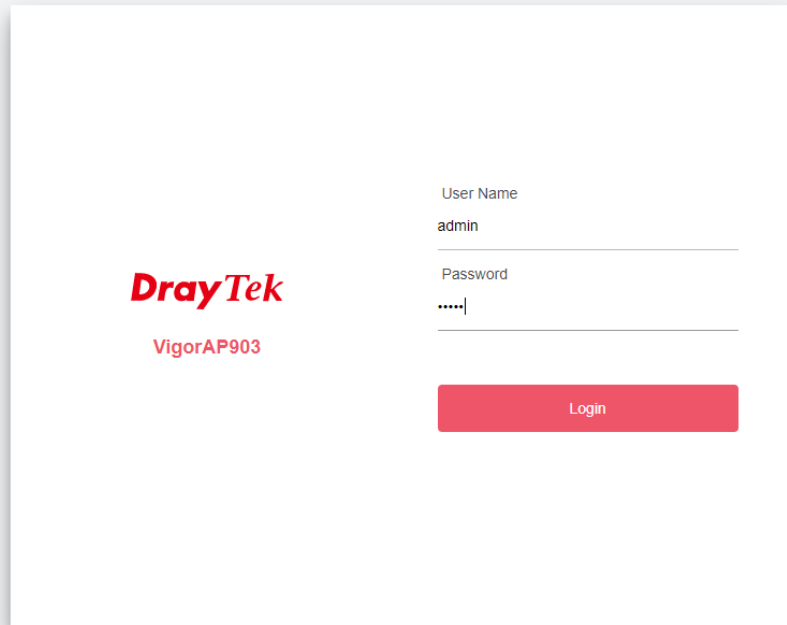 User Name
admin
DrayTek
VigorAP903
Password
•••••
Login